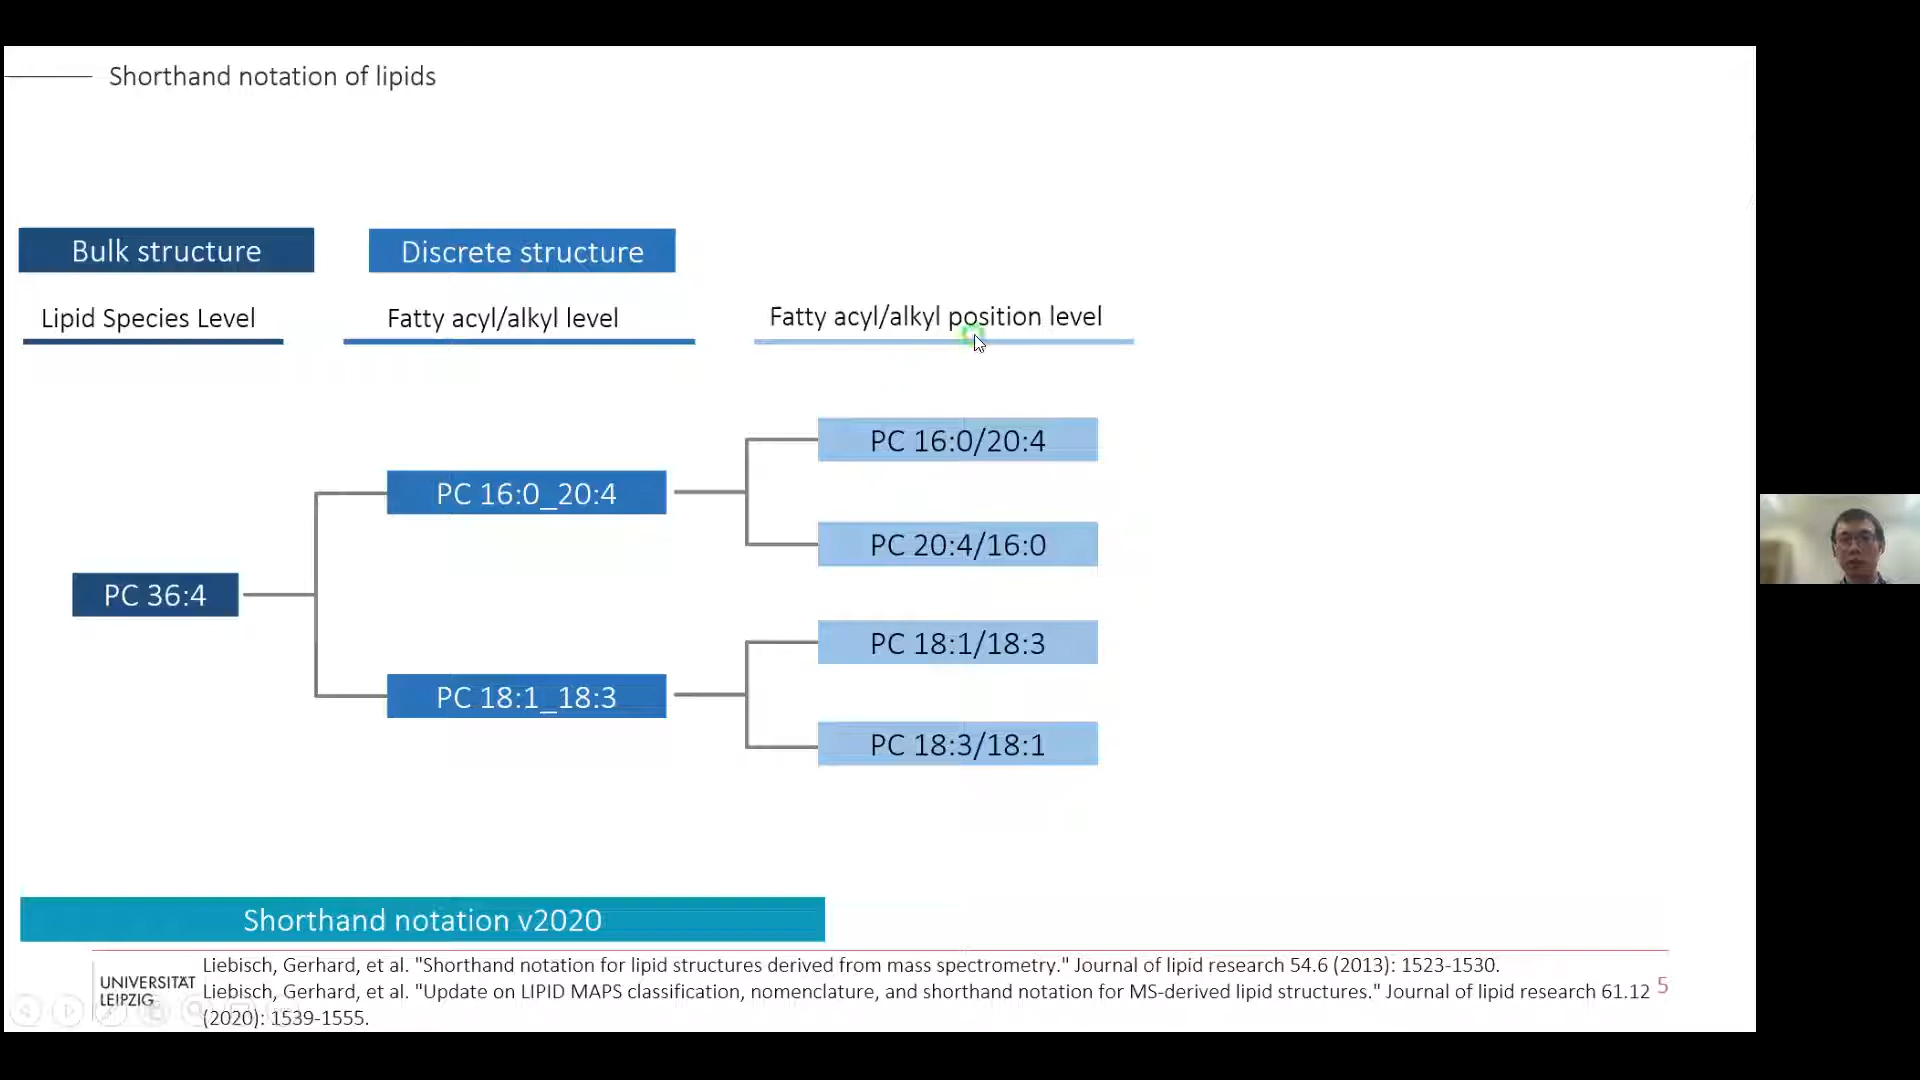 Shorthand notation of lipids
Bulk structure
Discrete structure
Lipid Species Level
Fatty acyl/alkyl level
Fatty acyl/alkyl position level
PC 16:0/20:4
PC 16:0_20:4
PC 20:4/16:0
PC 36:4
PC 18:1/18:3
PC 18:1_18:3
PC 18:3/18:1
Shorthand notation v2020
Liebisch, Gerhard, et al. "Shorthand notation for lipid structures derived from mass spectrometry." Journal of lipid research 54.6 (2013): 1523-1530.
Liebisch, Gerhard, et al. "Update on LIPID MAPS classification, nomenclature, and shorthand notation for MS-derived lipid structures." Journal of lipid research 61.12
(2020): 1539-1555.
UNIVERSITÄT
LEIPZIG
5